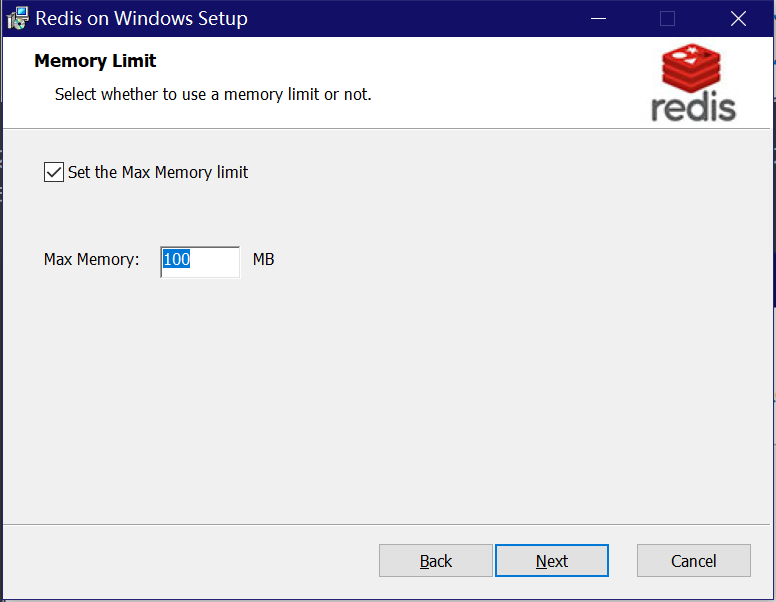 Redis on Windows Setup
Memory Limit
Select whether to use a memory limit or not.
redis
Set the Max Memory limit
Max Memory: 100 MB
Back Next Cancel